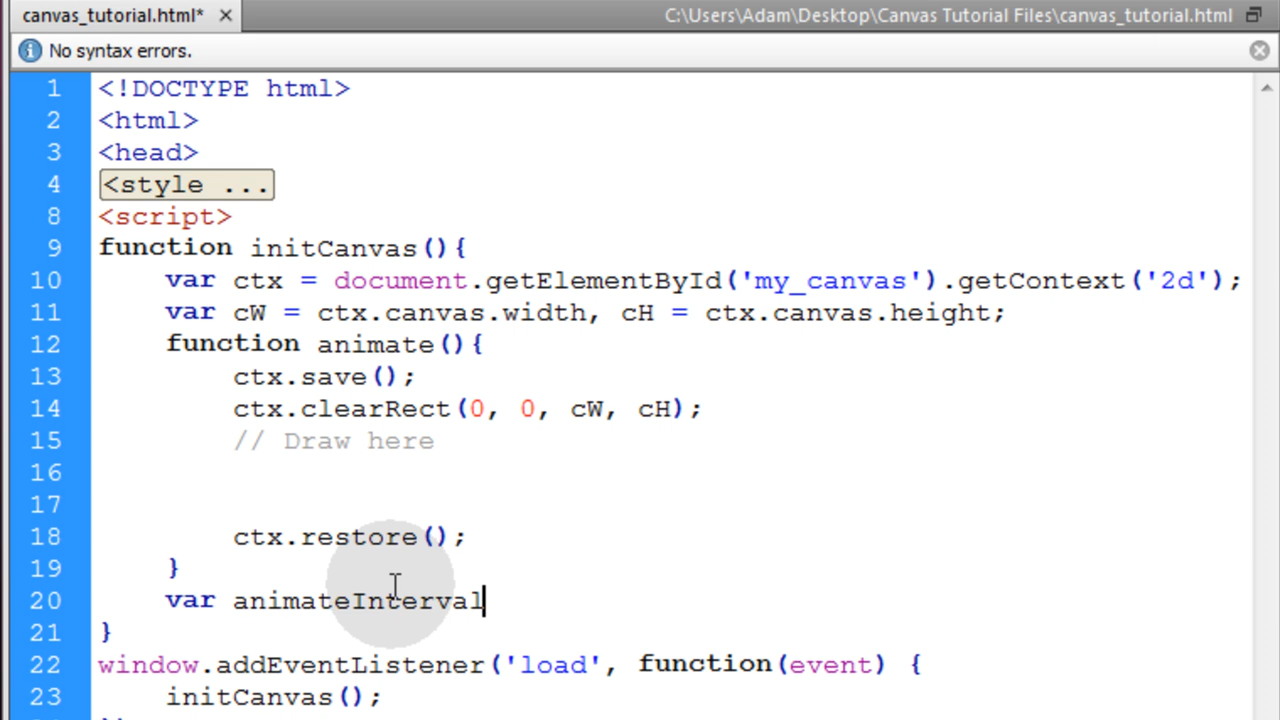 canvas_tutorial.html* C:\Users\Adam\Desktop\Canvas Tutorial Files\canvas_tutorial.html
No syntax errors.
1 <!DOCTYPE html>
2 <html>
3 <head>
4 <style ...
8 <script>
9 function initCanvas(){
10 var ctx = document.getElementById('my_canvas').getContext('2d');
11 var cW = ctx.canvas.width, cH = ctx.canvas.height;
12 function animate(){
13 ctx.save();
14 ctx.clearRect(0, 0, cW, cH);
15 // Draw here
16
17
18 ctx.restore();
19 }
20 var animateInterval
21 }
22 window.addEventListener('load', function(event) {
23 initCanvas();